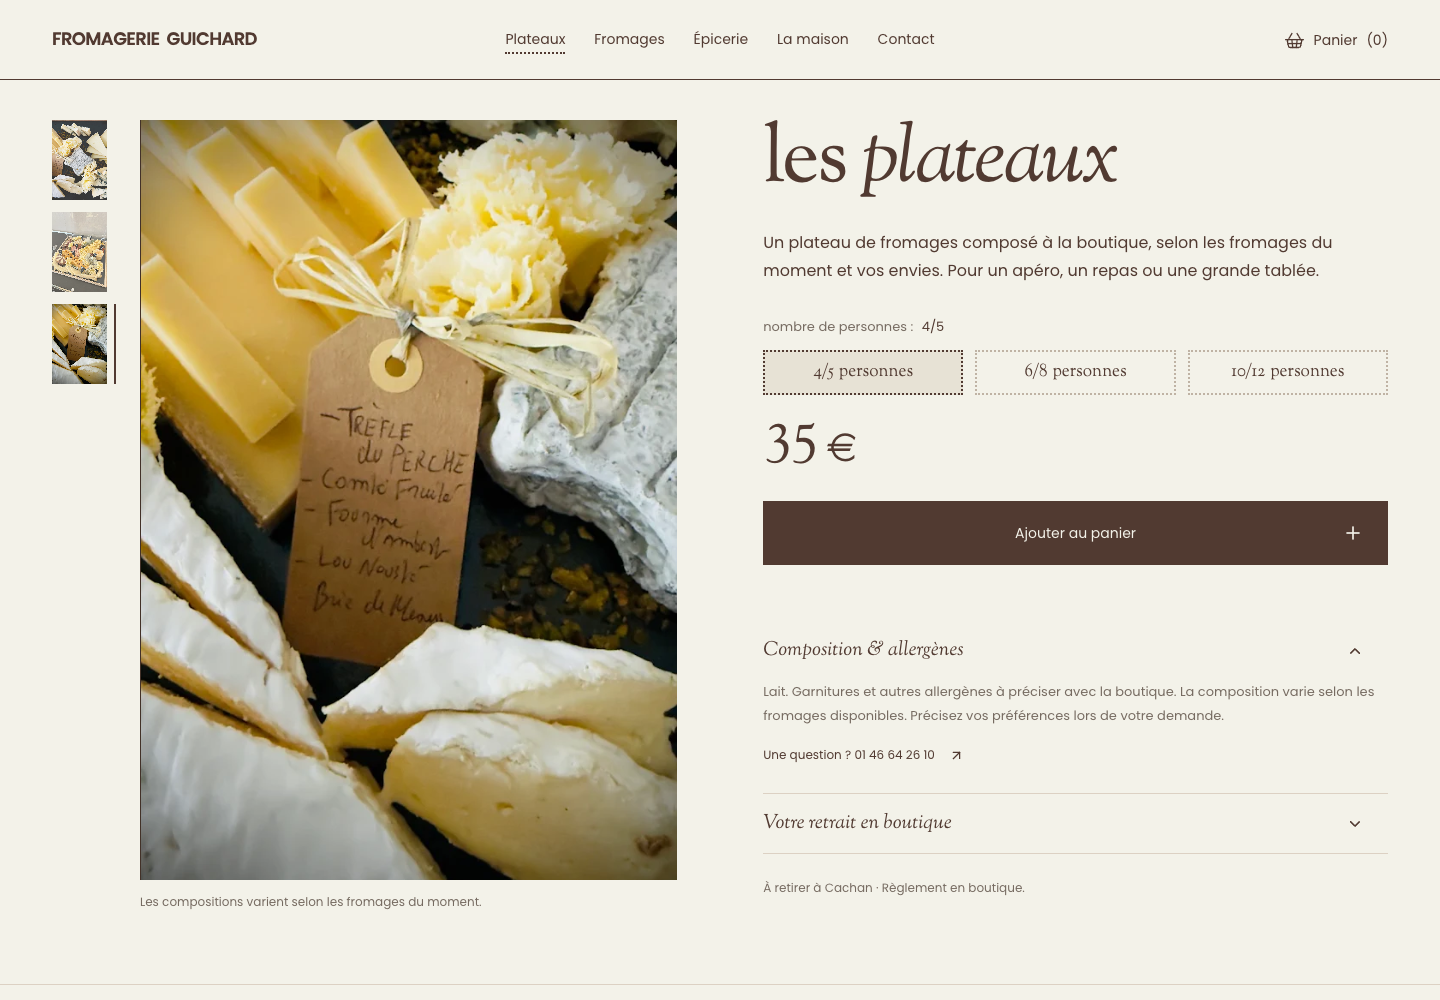 FROMAGERIE GUICHARD
Plateaux
Fromages
Épicerie
La maison
Contact
Panier (0)
les plateaux
Un plateau de fromages composé à la boutique, selon les fromages du
moment et vos envies. Pour un apéro, un repas ou une grande tablée.
nombre de personnes : 4/5
4/5 personnes
6/8 personnes
10/12 personnes
35 €
Ajouter au panier
-TRÈFLE
du PERCHE
- Comté Fruité
- Fourme
d'ambert
- Lou
Brie de
Composition & allergènes
Lait. Garnitures et autres allergènes à préciser avec la boutique. La composition varie selon les
fromages disponibles. Précisez vos préférences lors de votre demande.
Une question ? 01 46 64 26 10
Votre retrait en boutique
À retirer à Cachan · Règlement en boutique.
Les compositions varient selon les fromages du moment.